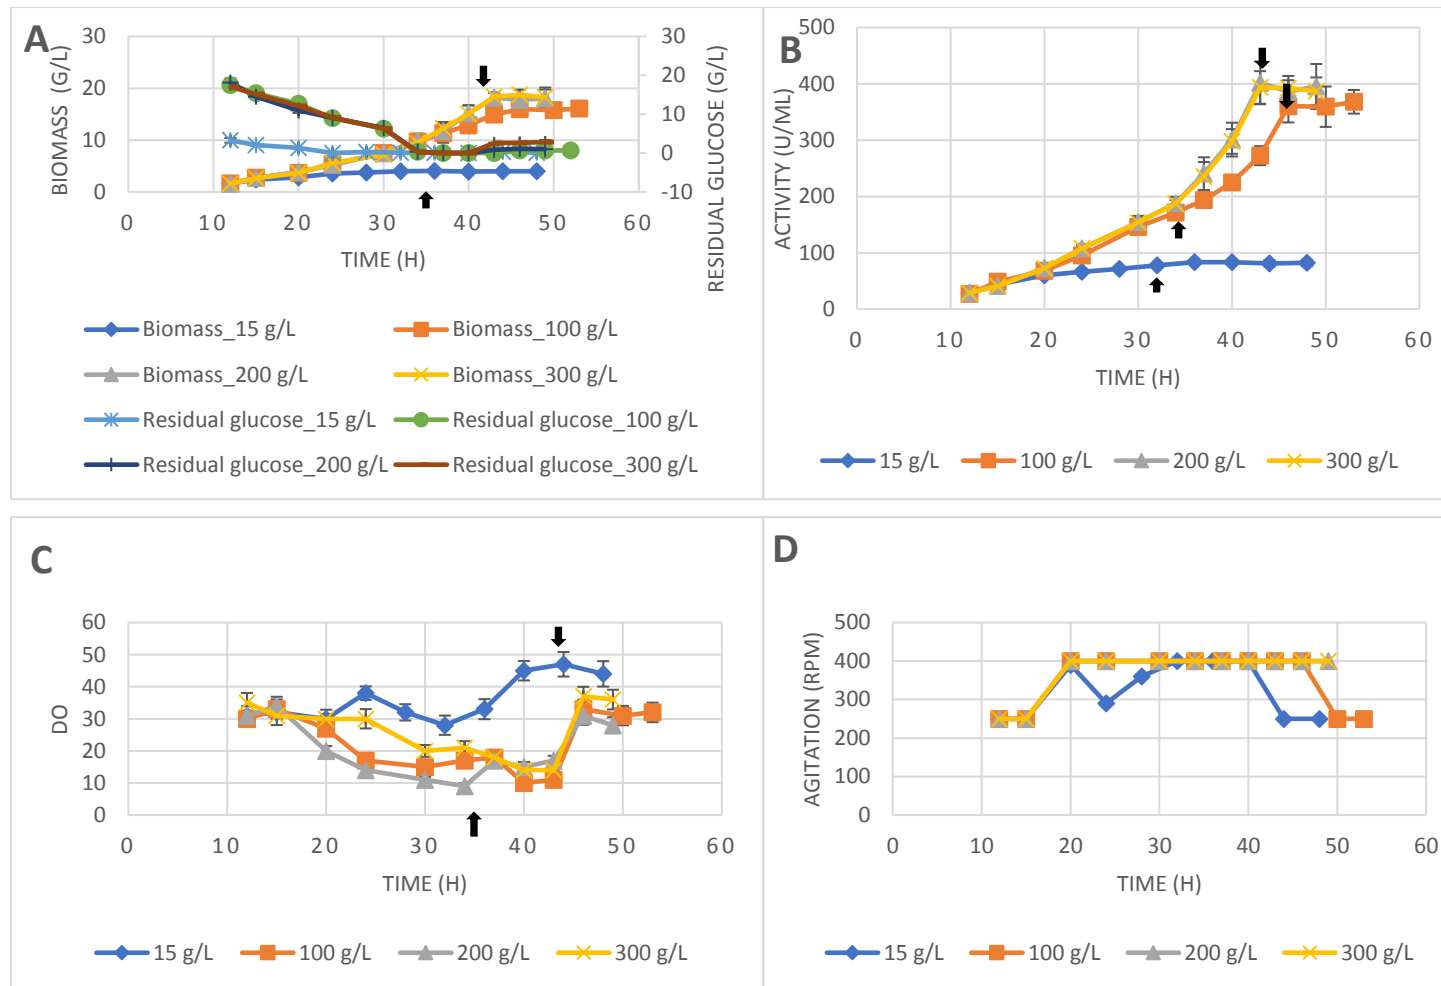 A
BIOMASS (G/L)
30
20
10
0
30
20
10
0
-10
RESIDUAL GLUCOSE (G/L)
0 10 20 30 40 50 60
TIME (H)
Biomass_15 g/L Biomass_100 g/L
Biomass_200 g/L Biomass_300 g/L
Residual glucose_15 g/L Residual glucose_100 g/L
Residual glucose_200 g/L Residual glucose_300 g/L
B
ACTIVITY (U/ML)
500
400
300
200
100
0
0 10 20 30 40 50 60
TIME (H)
15 g/L 100 g/L 200 g/L 300 g/L
C
DO
60
50
40
30
20
10
0
0 10 20 30 40 50 60
TIME (H)
15 g/L 100 g/L 200 g/L 300 g/L
D
AGITATION (RPM)
500
400
300
200
100
0
0 10 20 30 40 50 60
TIME (H)
15 g/L 100 g/L 200 g/L 300 g/L